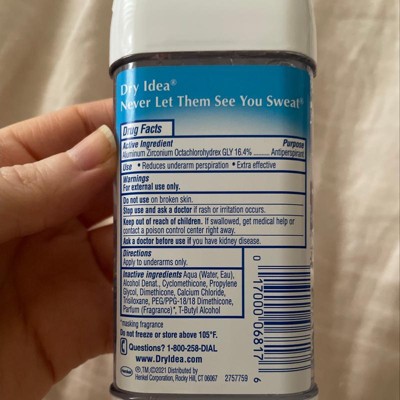 Dry Idea®
Never Let Them See You Sweat®
Drug Facts
Active Ingredient Purpose
Aluminum Zirconium Octachlorohydrex GLY 16.4% ..... Antiperspirant
Use • Reduces underarm perspiration • Extra effective
Warnings
For external use only.
Do not use on broken skin.
Stop use and ask a doctor if rash or irritation occurs.
Keep out of reach of children. If swallowed, get medical help or
contact a poison control center right away.
Ask a doctor before use if you have kidney disease.
Directions
Apply to underarms only.
Inactive ingredients Aqua (Water, Eau),
Alcohol Denat., Cyclomethicone, Propylene
Glycol, Dimethicone, Calcium Chloride,
Trisiloxane, PEG/PPG-18/18 Dimethicone,
Parfum (Fragrance)*, T-Butyl Alcohol
*masking fragrance
Do not freeze or store above 105°F.
Questions? 1-800-258-DIAL
www.DryIdea.com
Henkel
®, TM, ©2021 Distributed by
Henkel Corporation, Rocky Hill, CT 06067 2757759
0 17000 06817 6